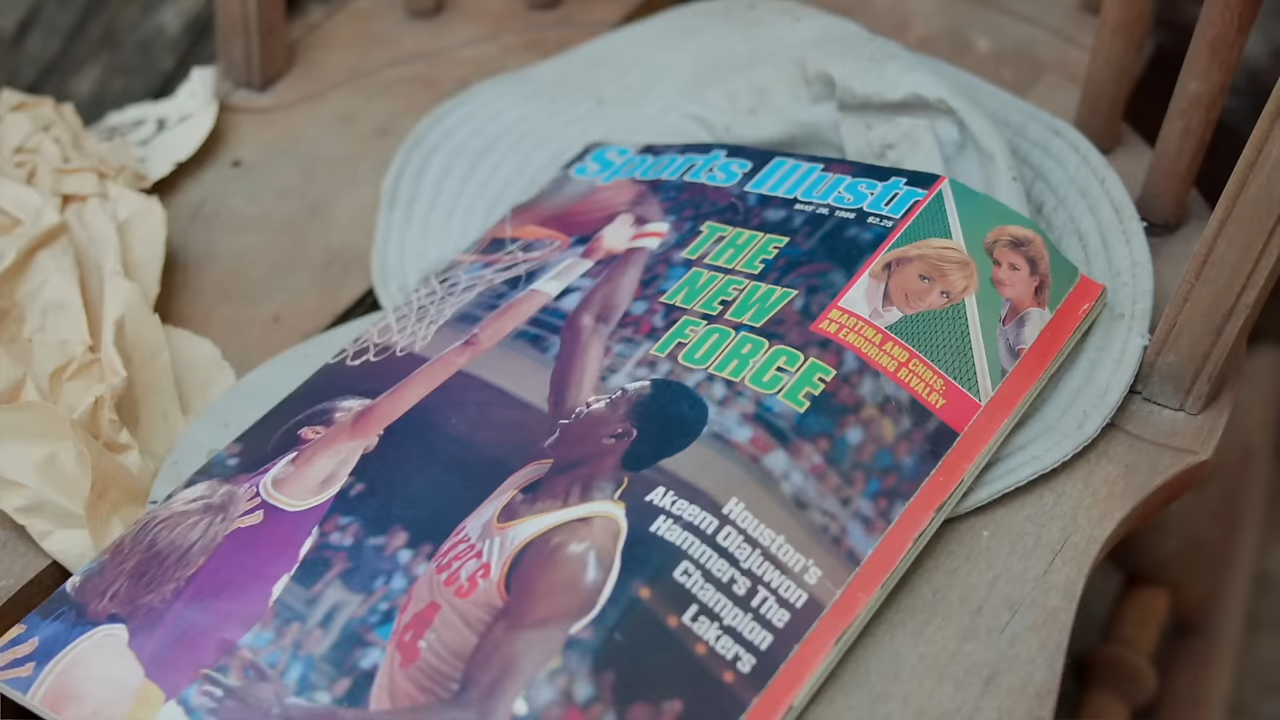 Sports Illustr
MAY 26, 1986 $2.25
THE
NEW
FORCE
MARTINA AND CHRIS:
AN ENDURING RIVALRY
Houston's
Akeem Olajuwon
Hammers The
Champion
Lakers